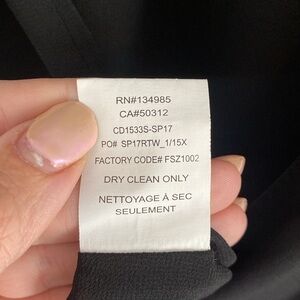 RN#134985
CA#50312
CD1533S-SP17
PO# SP17RTW_1/15X
FACTORY CODE# FSZ1002
DRY CLEAN ONLY
NETTOYAGE À SEC
SEULEMENT